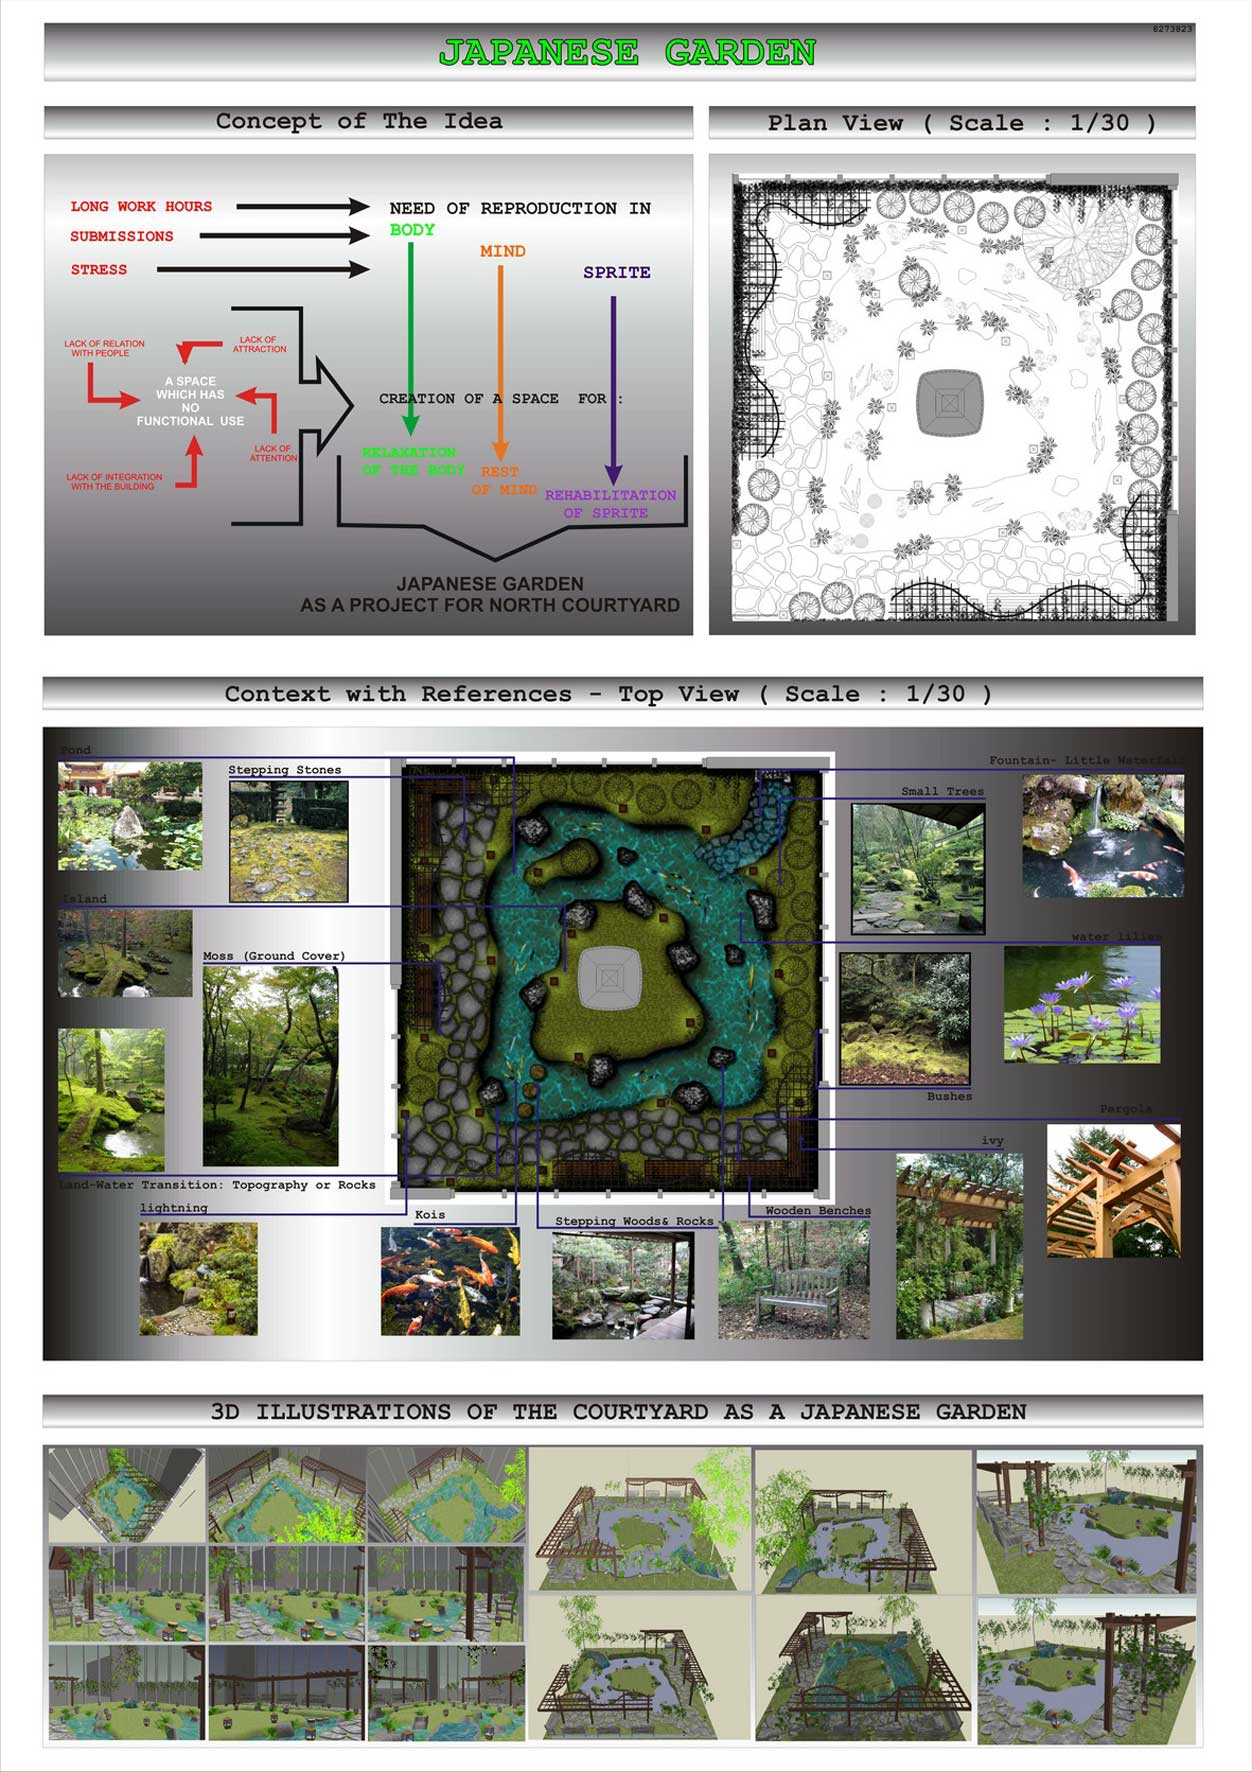 8273823
JAPANESE GARDEN
Concept of The Idea
LONG WORK HOURS
SUBMISSIONS
STRESS
NEED OF REPRODUCTION IN
BODY
MIND
SPRITE
LACK OF RELATION
WITH PEOPLE
LACK OF
ATTRACTION
A SPACE
WHICH HAS
NO
FUNCTIONAL USE
LACK OF
ATTENTION
LACK OF INTEGRATION
WITH THE BUILDING
CREATION OF A SPACE FOR :
RELAXATION
OF THE BODY
REST
OF MIND
REHABILITATION
OF SPRITE
JAPANESE GARDEN
AS A PROJECT FOR NORTH COURTYARD
Plan View ( Scale : 1/30 )
Context with References - Top View ( Scale : 1/30 )
Pond
Stepping Stones
Island
Moss (Ground Cover)
Land-Water Transition: Topography or Rocks
lightning
Kois
Stepping Woods& Rocks
Wooden Benches
Fountain- Little Waterfall
Small Trees
water lilies
Bushes
Pergola
ivy
3D ILLUSTRATIONS OF THE COURTYARD AS A JAPANESE GARDEN